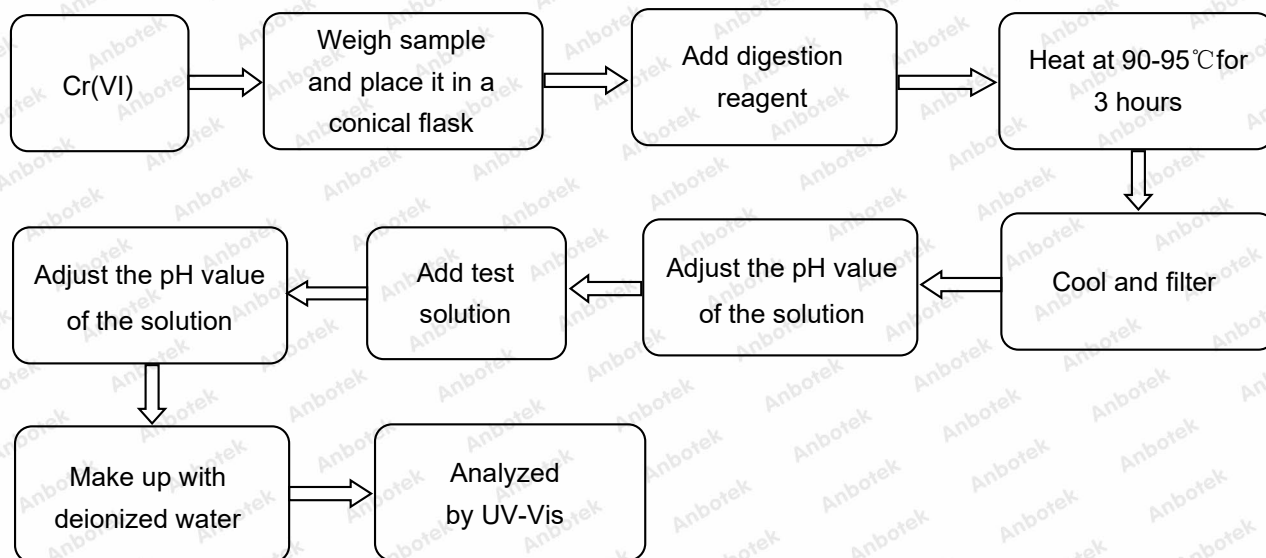 Cr(VI)
Weigh sample
and place it in a
conical flask
Add digestion
reagent
Heat at 90-95℃for
3 hours
Cool and filter
Adjust the pH value
of the solution
Add test
solution
Adjust the pH value
of the solution
Make up with
deionized water
Analyzed
by UV-Vis
Anbotek